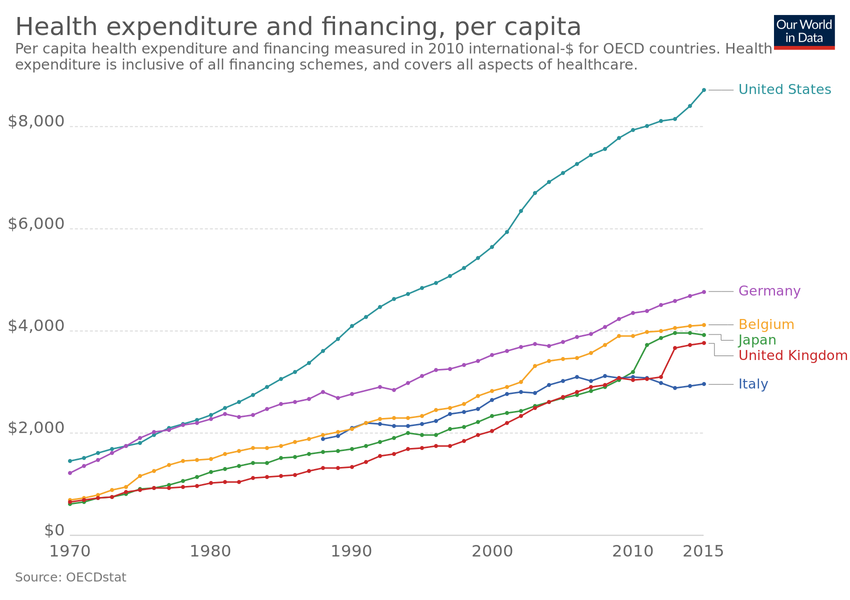 Health expenditure and financing, per capita
Our World
in Data
Per capita health expenditure and financing measured in 2010 international-$ for OECD countries. Health
expenditure is inclusive of all financing schemes, and covers all aspects of healthcare.
United States
$8,000
$6,000
Germany
$4,000
Belgium
Japan
United Kingdom
Italy
$2,000
$0
1970
1980
1990
2000
2010
2015
Source: OECDstat